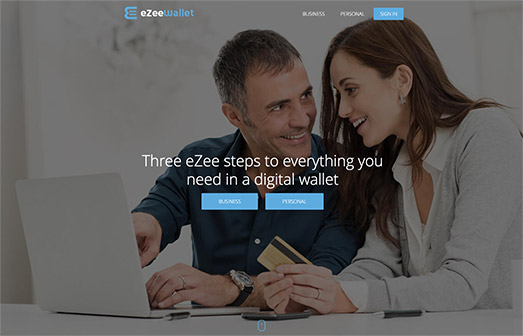 eZeewallet
BUSINESS
PERSONAL
SIGN IN
Three eZee steps to everything you
need in a digital wallet
BUSINESS
PERSONAL